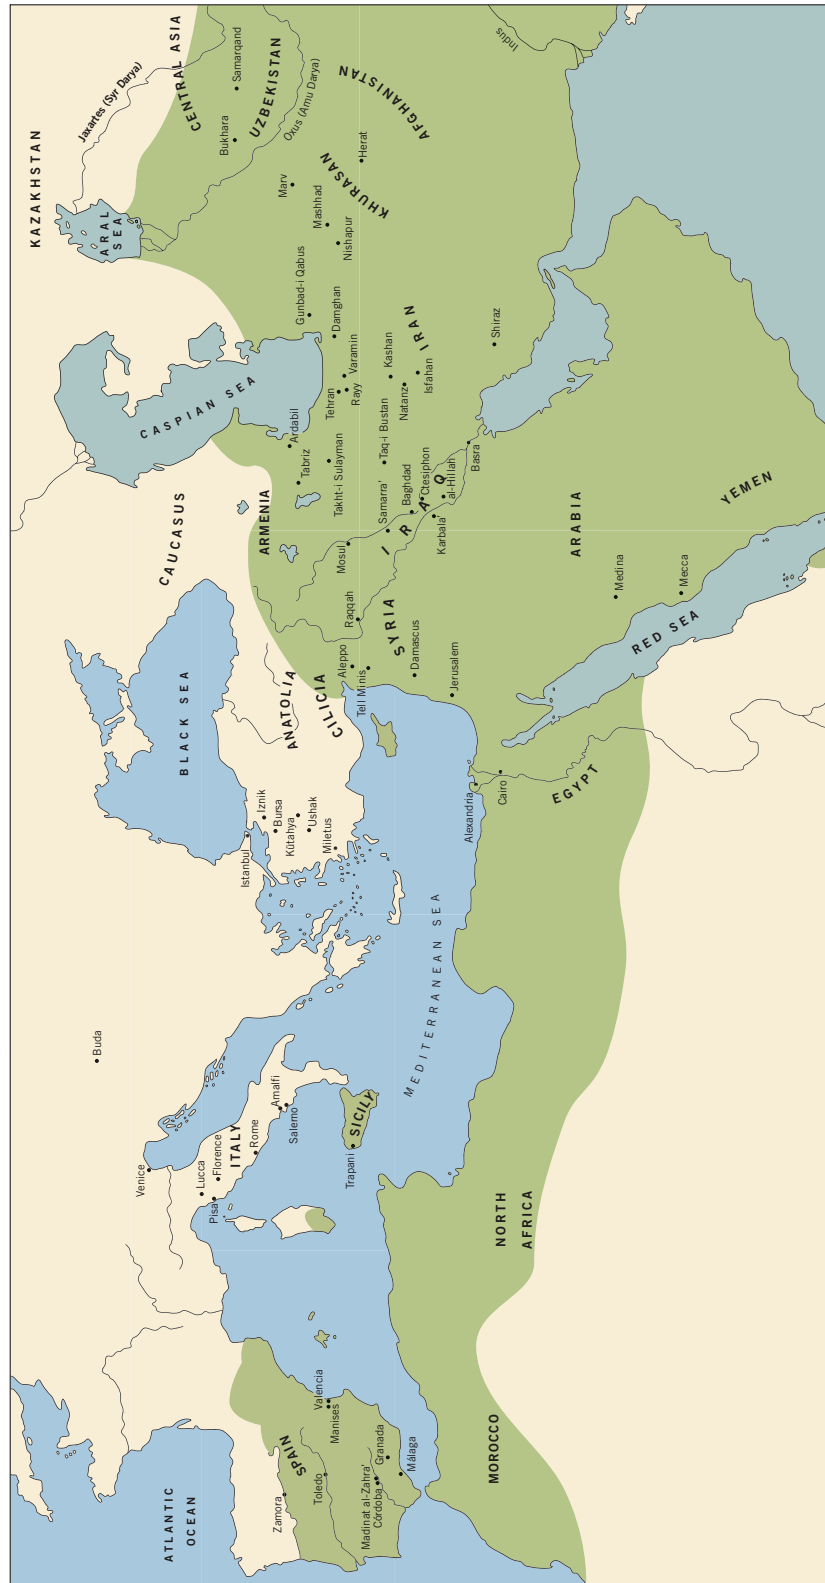 ATLANTIC
OCEAN
Zamora
SPAIN
Toledo
Madinat al-Zahra'
Córdoba
Granada
Málaga
Valencia
Manises
MOROCCO
NORTH
AFRICA
Venice
Lucca
Florence
Pisa
ITALY
Rome
Amalfi
Salerno
Trapani
SICILY
Buda
MEDITERRANEAN SEA
BLACK SEA
Istanbul
Iznik
Bursa
Kütahya
Ushak
Miletus
ANATOLIA
CILICIA
Alexandria
Cairo
EGYPT
CAUCASUS
ARMENIA
Aleppo
Tell Minis
Raqqah
SYRIA
Damascus
Jerusalem
RED SEA
Medina
Mecca
ARABIA
YEMEN
Mosul
Samarra'
IRAQ
Baghdad
Ctesiphon
Karbala'
al-Hillah
Basra
CASPIAN SEA
Ardabil
Tabriz
Takht-i Sulayman
Taq-i Bustan
Tehran
Rayy
Varamin
Natanz
Kashan
Isfahan
IRAN
Shiraz
Damghan
Gunbad-i Qabus
Nishapur
Mashhad
Marv
KHURASAN
Herat
AFGHANISTAN
KAZAKHSTAN
ARAL
SEA
Jaxartes (Syr Darya)
CENTRAL ASIA
Bukhara
Samarqand
UZBEKISTAN
Oxus (Amu Darya)
Indus